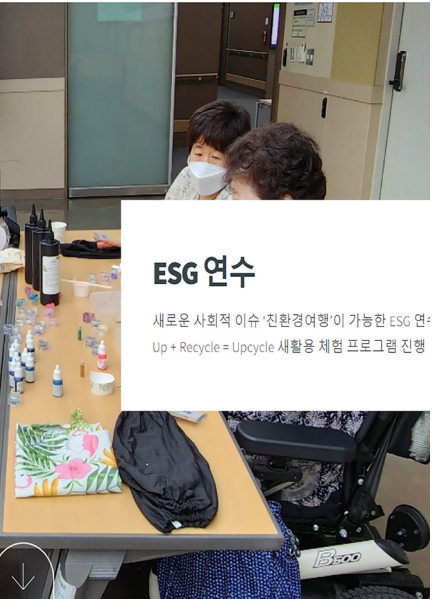 ESG 연수
새로운 사회적 이슈 ‘친환경여행’이 가능한 ESG 연수
Up + Recycle = Upcycle 새활용 체험 프로그램 진행
B500